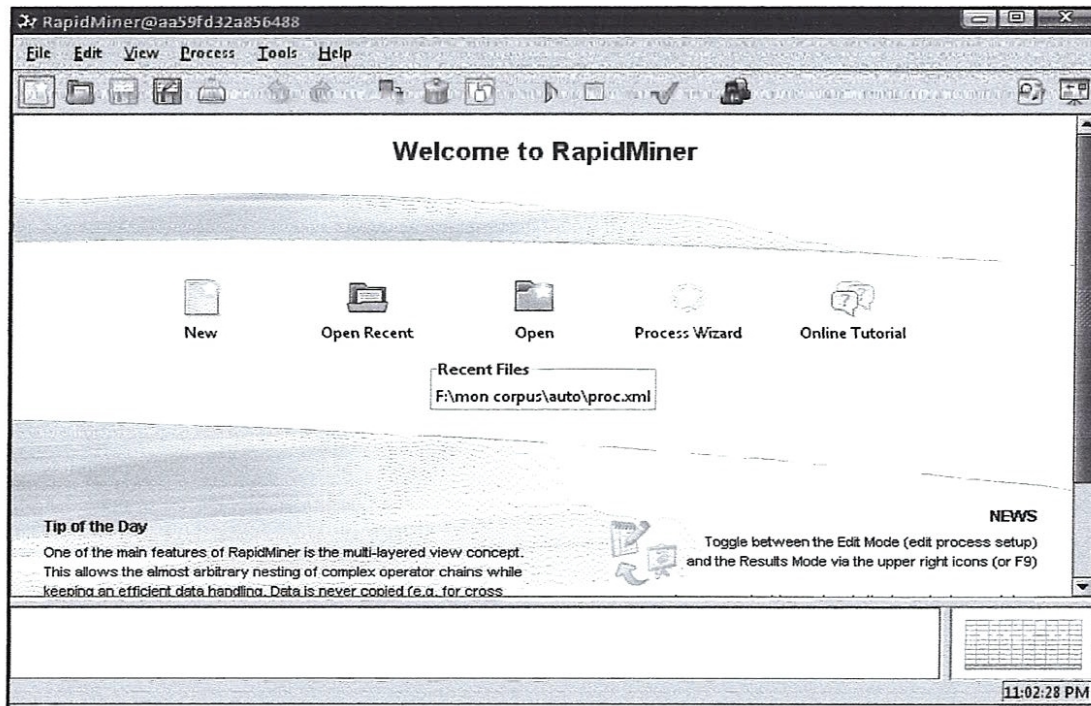 RapidMiner@aa59fd32a856488
File Edit View Process Tools Help
Welcome to RapidMiner
New Open Recent Open Process Wizard Online Tutorial
Recent Files
F:\mon corpus\auto\proc.xml
Tip of the Day
One of the main features of RapidMiner is the multi-layered view concept.
This allows the almost arbitrary nesting of complex operator chains while
keeping an efficient data handling. Data is never copied (e.g. for cross
NEWS
Toggle between the Edit Mode (edit process setup)
and the Results Mode via the upper right icons (or F9)
11:02:28 PM